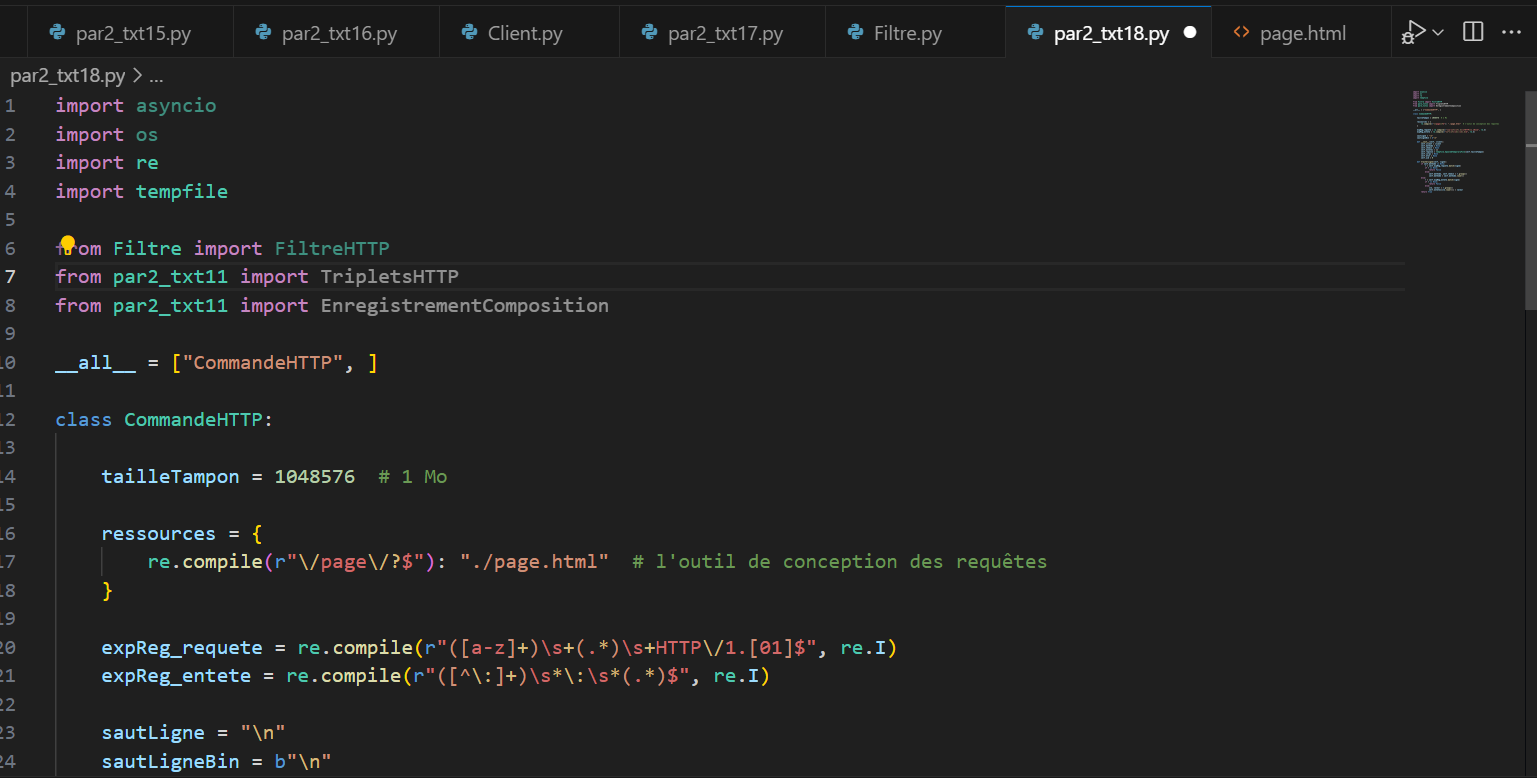 par2_txt15.py par2_txt16.py Client.py par2_txt17.py Filtre.py par2_txt18.py page.html
par2_txt18.py > ...
1 import asyncio
2 import os
3 import re
4 import tempfile
5
6 from Filtre import FiltreHTTP
7 from par2_txt11 import TripletsHTTP
8 from par2_txt11 import EnregistrementComposition
9
10 __all__ = ["CommandeHTTP", ]
11
12 class CommandeHTTP:
13
14 tailleTampon = 1048576  # 1 Mo
15
16 ressources = {
17 re.compile(r"\/page\/?$"): "./page.html"  # l'outil de conception des requêtes
18 }
19
20 expReg_requete = re.compile(r"([a-z]+)\s+(.*)\s+HTTP\/1.[01]$", re.I)
21 expReg_entete = re.compile(r"([^\:]+)\s*\:\s*(.*)$", re.I)
22
23 sautLigne = "\n"
24 sautLigneBin = b"\n"